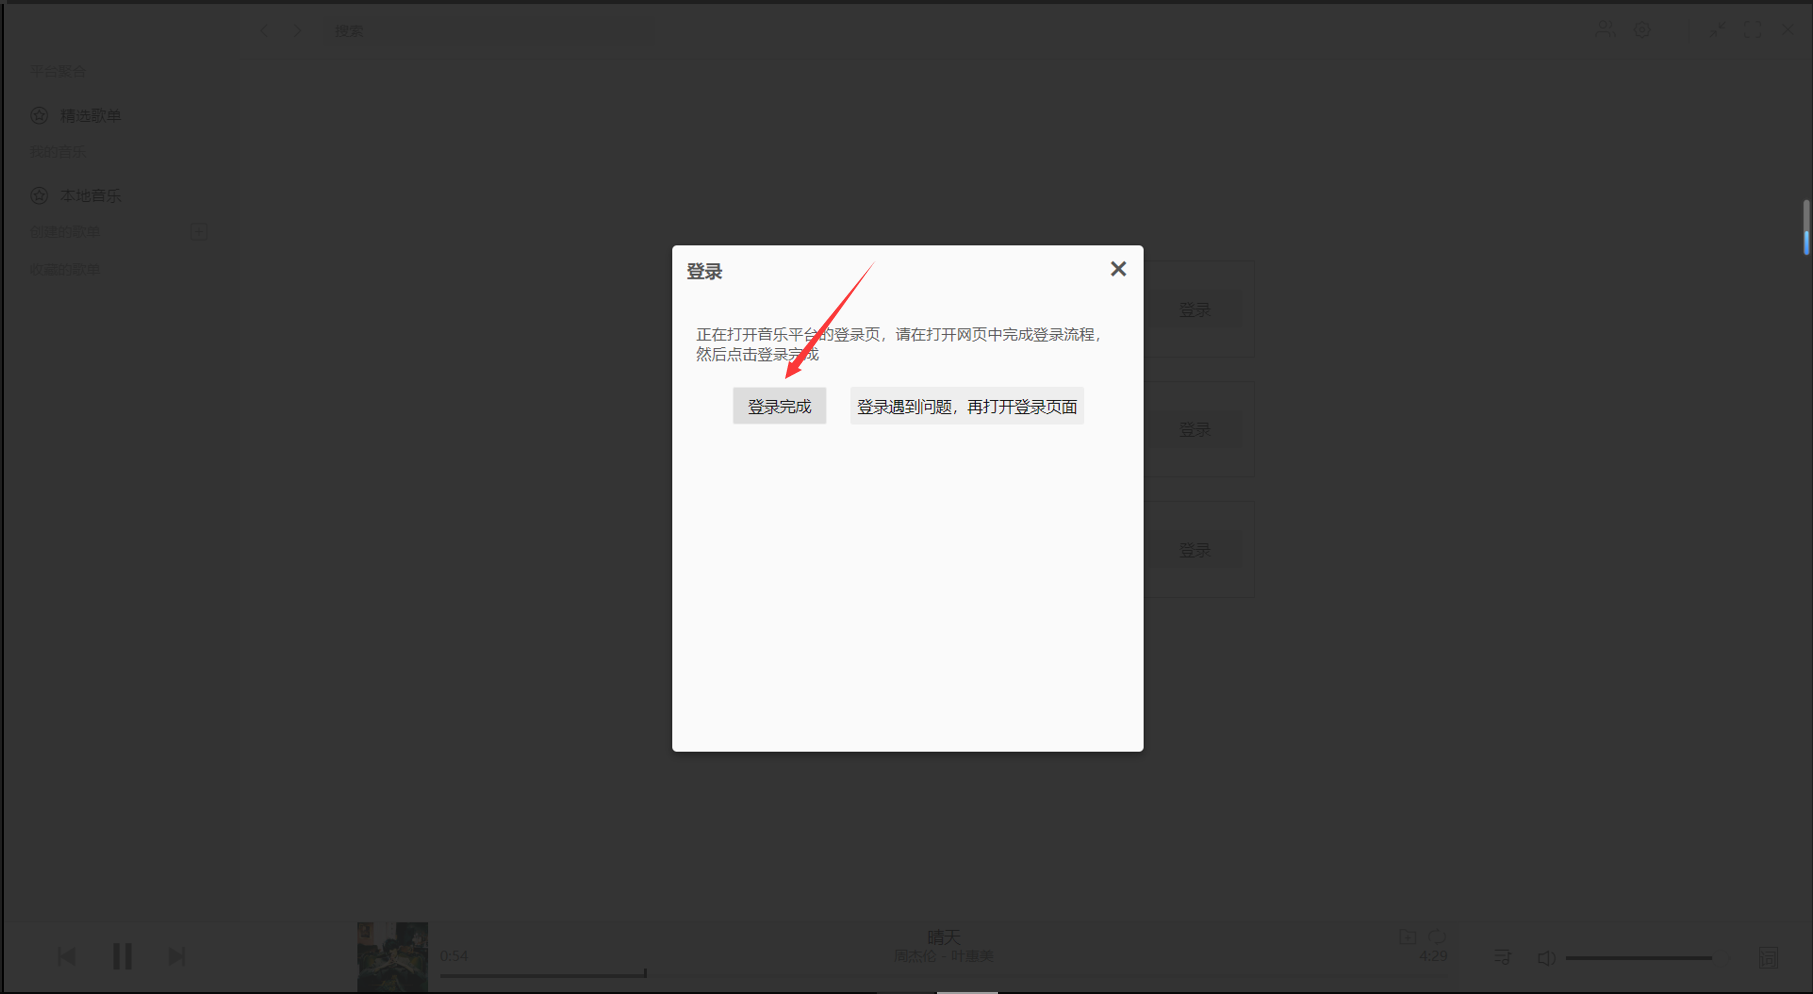 搜索
平台聚合
精选歌单
我的音乐
本地音乐
创建的歌单
收藏的歌单
登录
正在打开音乐平台的登录页，请在打开网页中完成登录流程，
然后点击登录完成
登录完成
登录遇到问题，再打开登录页面
登录
登录
登录
0:54
晴天
周杰伦 - 叶惠美
4:29